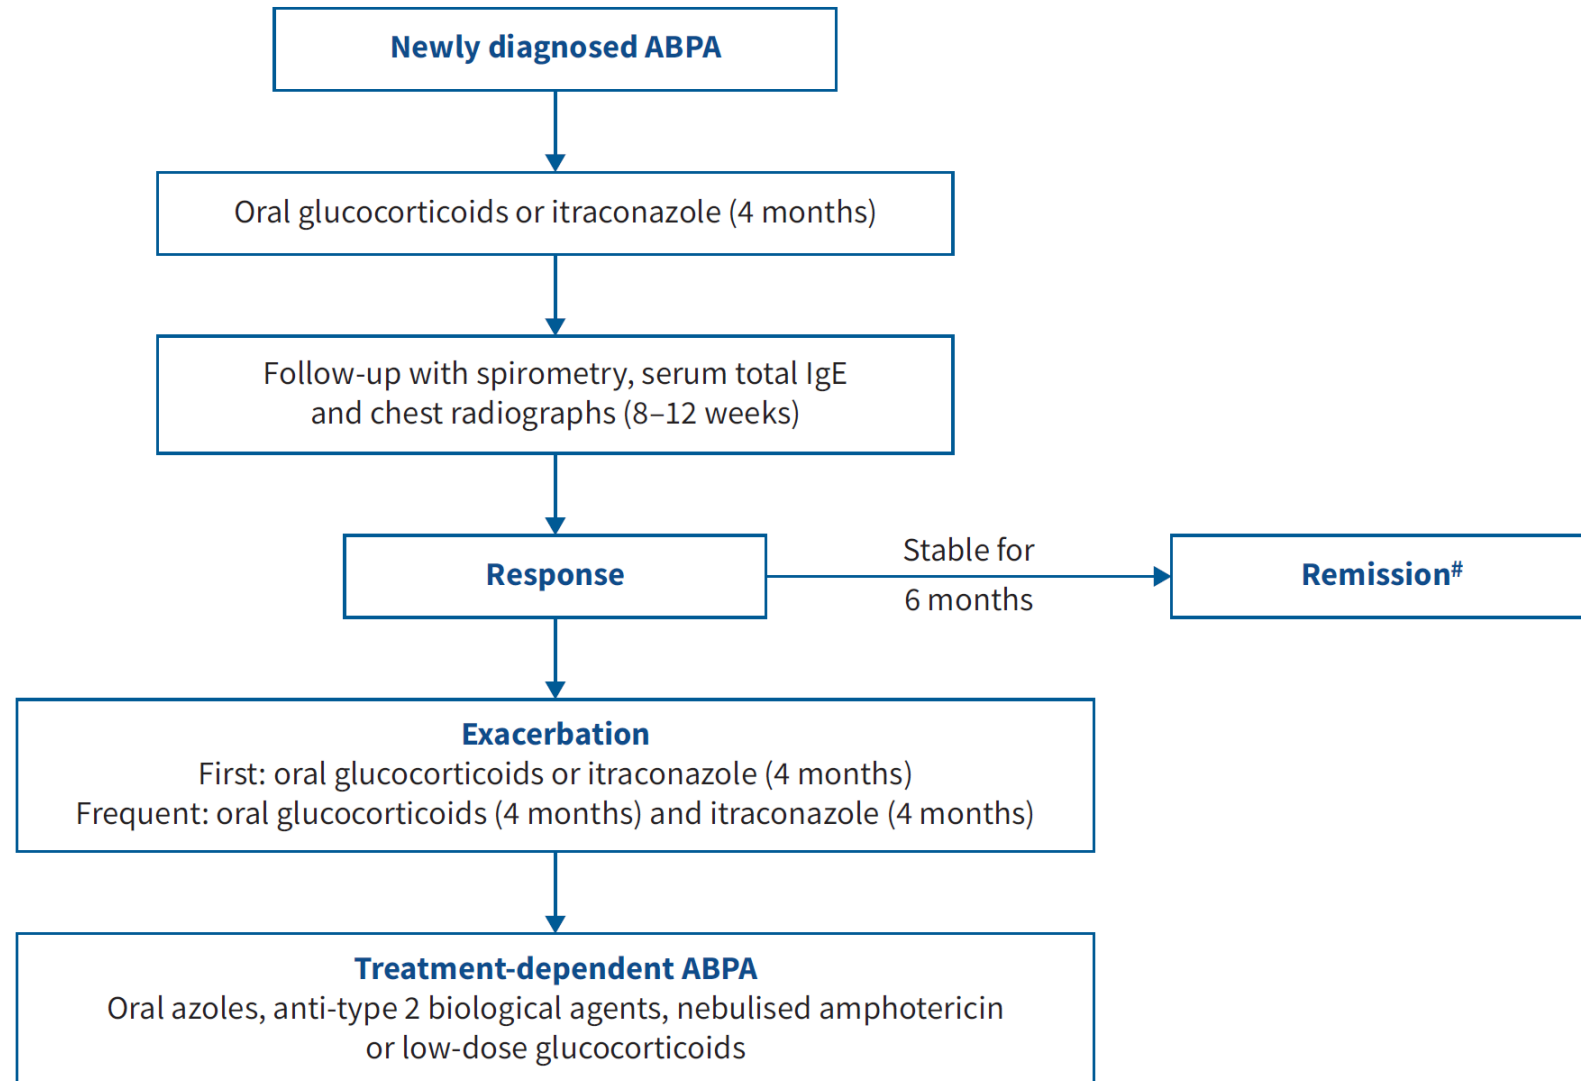 Newly diagnosed ABPA
Oral glucocorticoids or itraconazole (4 months)
Follow-up with spirometry, serum total IgE
and chest radiographs (8–12 weeks)
Response
Stable for
6 months
Remission#
Exacerbation
First: oral glucocorticoids or itraconazole (4 months)
Frequent: oral glucocorticoids (4 months) and itraconazole (4 months)
Treatment-dependent ABPA
Oral azoles, anti-type 2 biological agents, nebulised amphotericin
or low-dose glucocorticoids